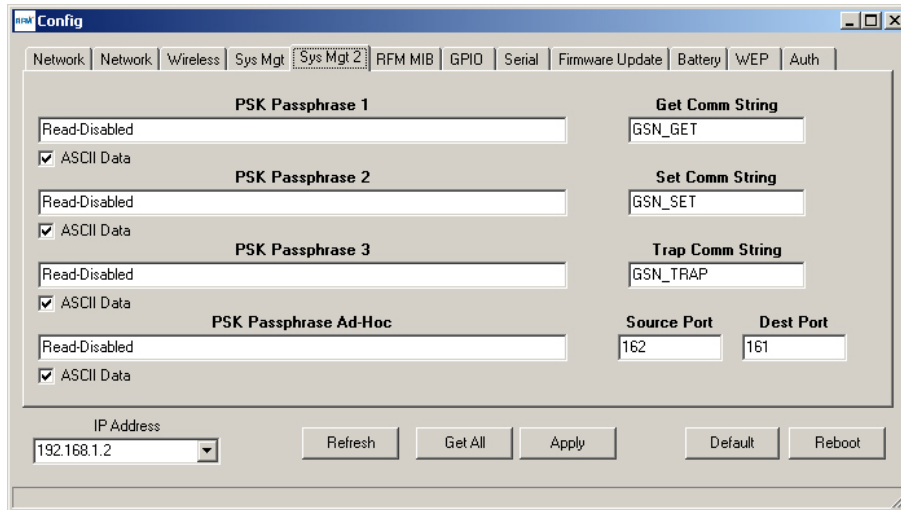 Config
Network Network Wireless Sys Mgt Sys Mgt 2 RFM MIB GPIO Serial Firmware Update Battery WEP Auth
PSK Passphrase 1 Get Comm String
Read-Disabled GSN_GET
ASCII Data
PSK Passphrase 2 Set Comm String
Read-Disabled GSN_SET
ASCII Data
PSK Passphrase 3 Trap Comm String
Read-Disabled GSN_TRAP
ASCII Data
PSK Passphrase Ad-Hoc Source Port Dest Port
Read-Disabled 162 161
ASCII Data
IP Address
192.168.1.2 Refresh Get All Apply Default Reboot